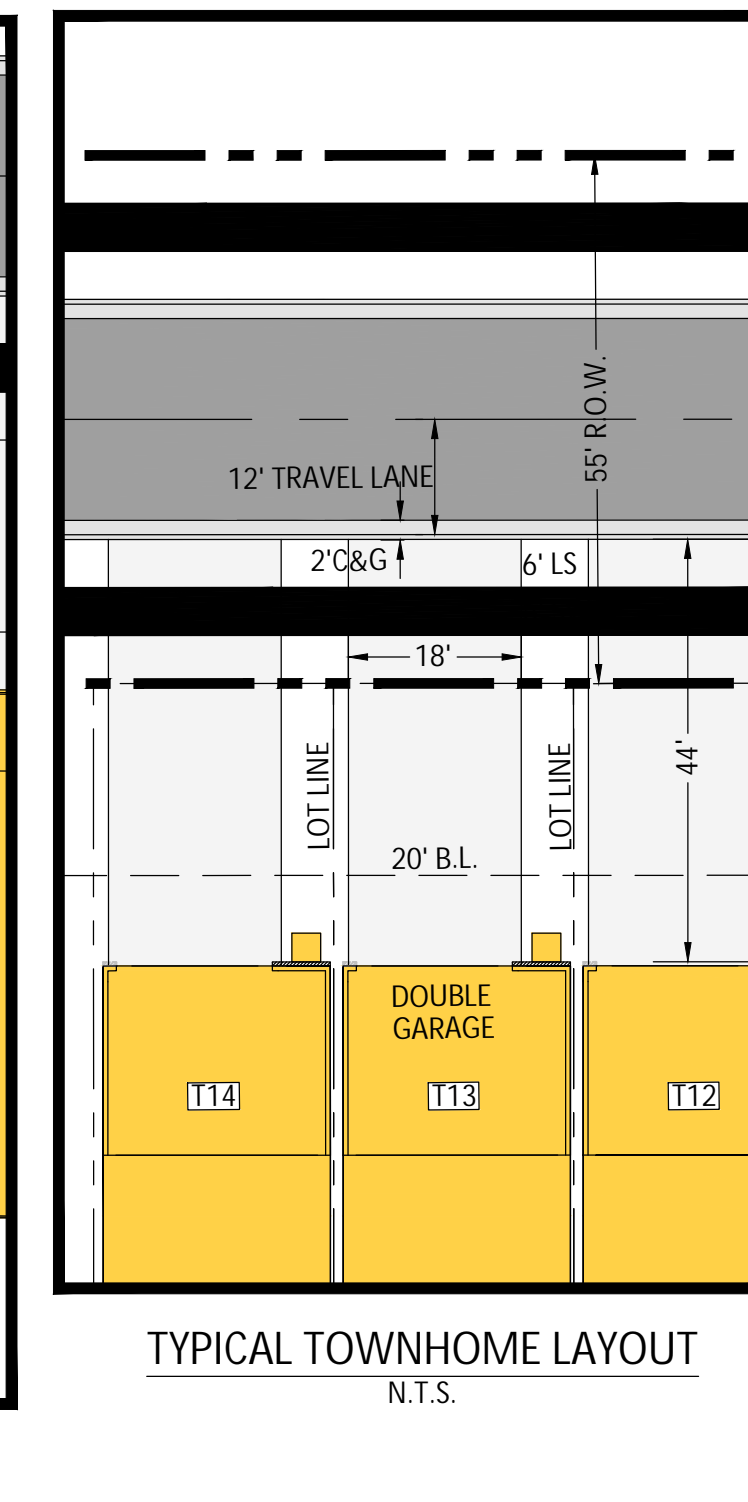 55' R.O.W.
12' TRAVEL LANE
2'C&G
6' LS
18'
44'
LOT LINE
LOT LINE
20' B.L.
DOUBLE
GARAGE
T14
T13
T12
TYPICAL TOWNHOME LAYOUT
N.T.S.